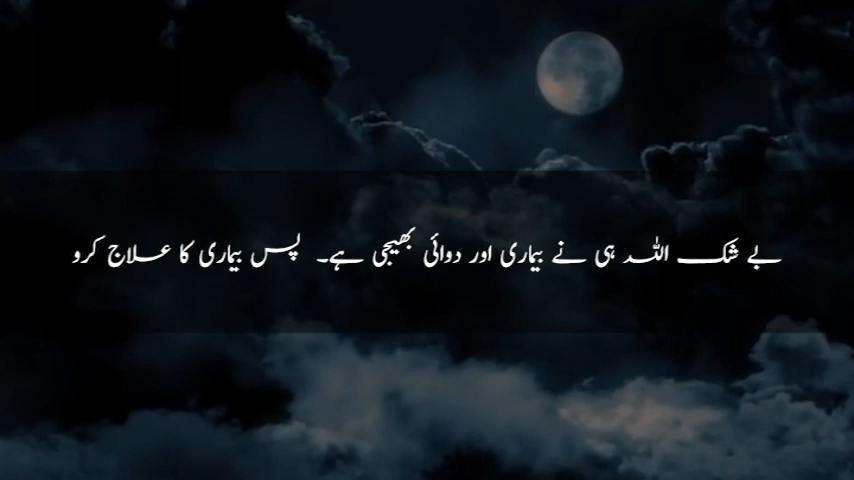 بے شک اللہ ہی نے بیماری اور دوائی بھیجی ہے۔ پس بیماری کا علاج کرو